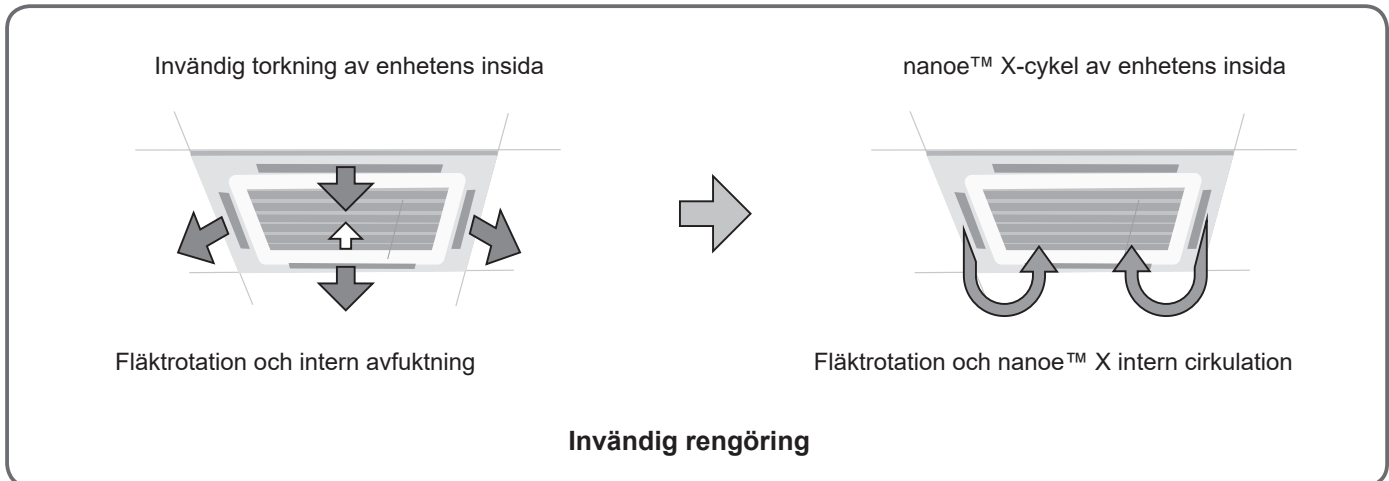 Invändig torkning av enhetens insida
nanoe™ X-cykel av enhetens insida
Fläktrotation och intern avfuktning
Fläktrotation och nanoe™ X intern cirkulation
Invändig rengöring